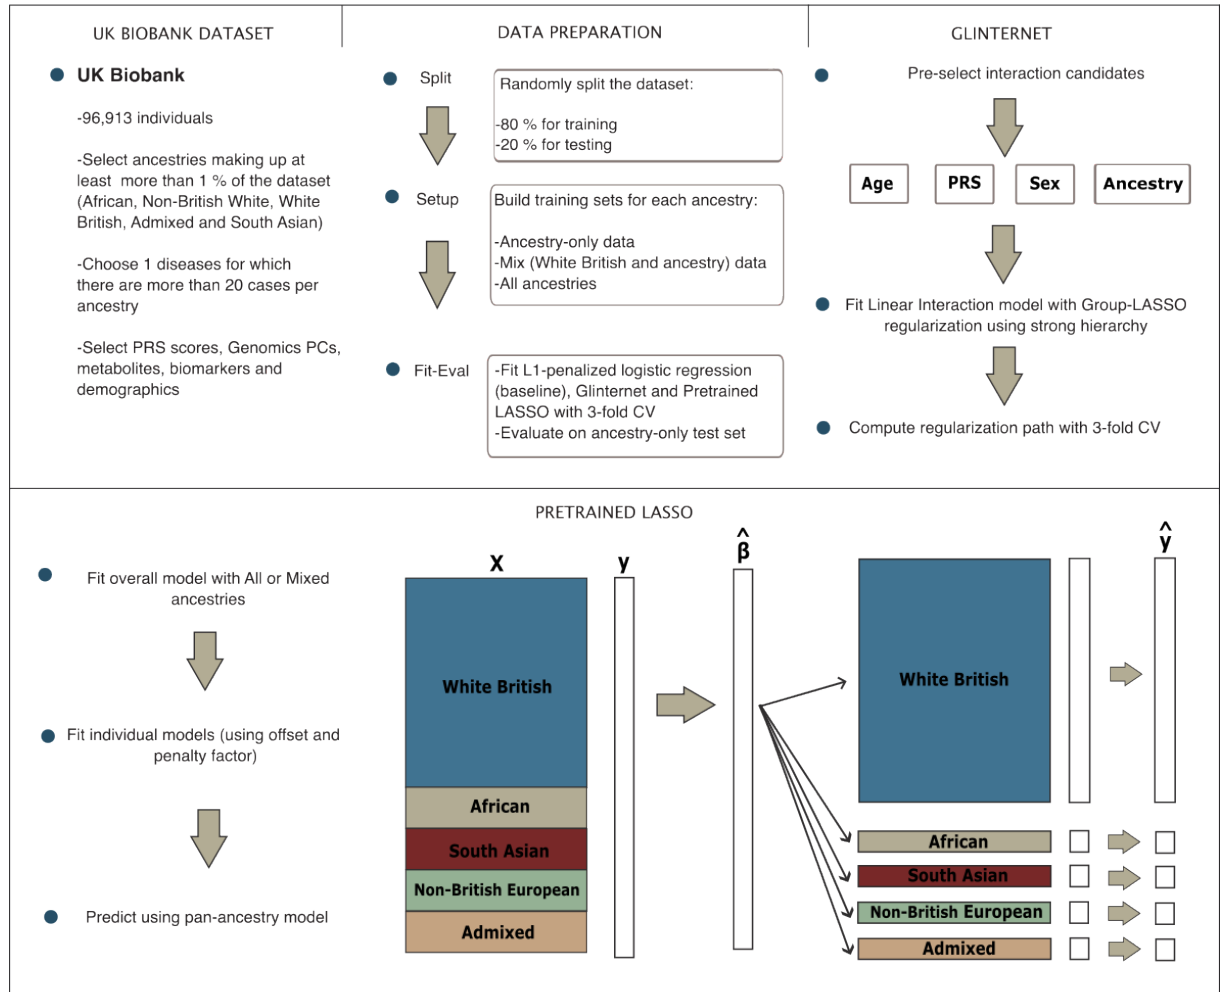 UK BIOBANK DATASET
UK Biobank
-96,913 individuals
-Select ancestries making up at
least  more than 1 % of the dataset
(African, Non-British White, White
British, Admixed and South Asian)
-Choose 1 diseases for which
there are more than 20 cases per
ancestry
-Select PRS scores, Genomics PCs,
metabolites, biomarkers and
demographics
DATA PREPARATION
Split
Randomly split the dataset:
-80 % for training
-20 % for testing
Setup
Build training sets for each ancestry:
-Ancestry-only data
-Mix (White British and ancestry) data
-All ancestries
Fit-Eval
-Fit L1-penalized logistic regression
(baseline), Glinternet and Pretrained
LASSO with 3-fold CV
-Evaluate on ancestry-only test set
GLINTERNET
Pre-select interaction candidates
Age
PRS
Sex
Ancestry
Fit Linear Interaction model with Group-LASSO
regularization using strong hierarchy
Compute regularization path with 3-fold CV
PRETRAINED LASSO
Fit overall model with All or Mixed
ancestries
Fit individual models (using offset and
penalty factor)
Predict using pan-ancestry model
X
y
β̂
White British
African
South Asian
Non-British European
Admixed
ŷ
White British
African
South Asian
Non-British European
Admixed